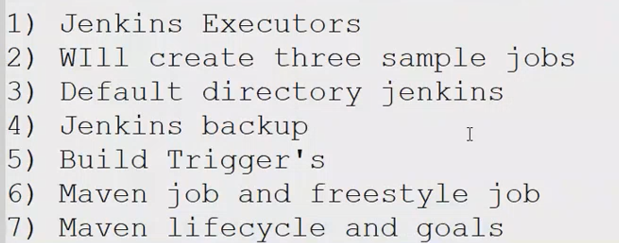 1) Jenkins Executors
2) WIll create three sample jobs
3) Default directory jenkins
4) Jenkins backup
5) Build Trigger's
6) Maven job and freestyle job
7) Maven lifecycle and goals